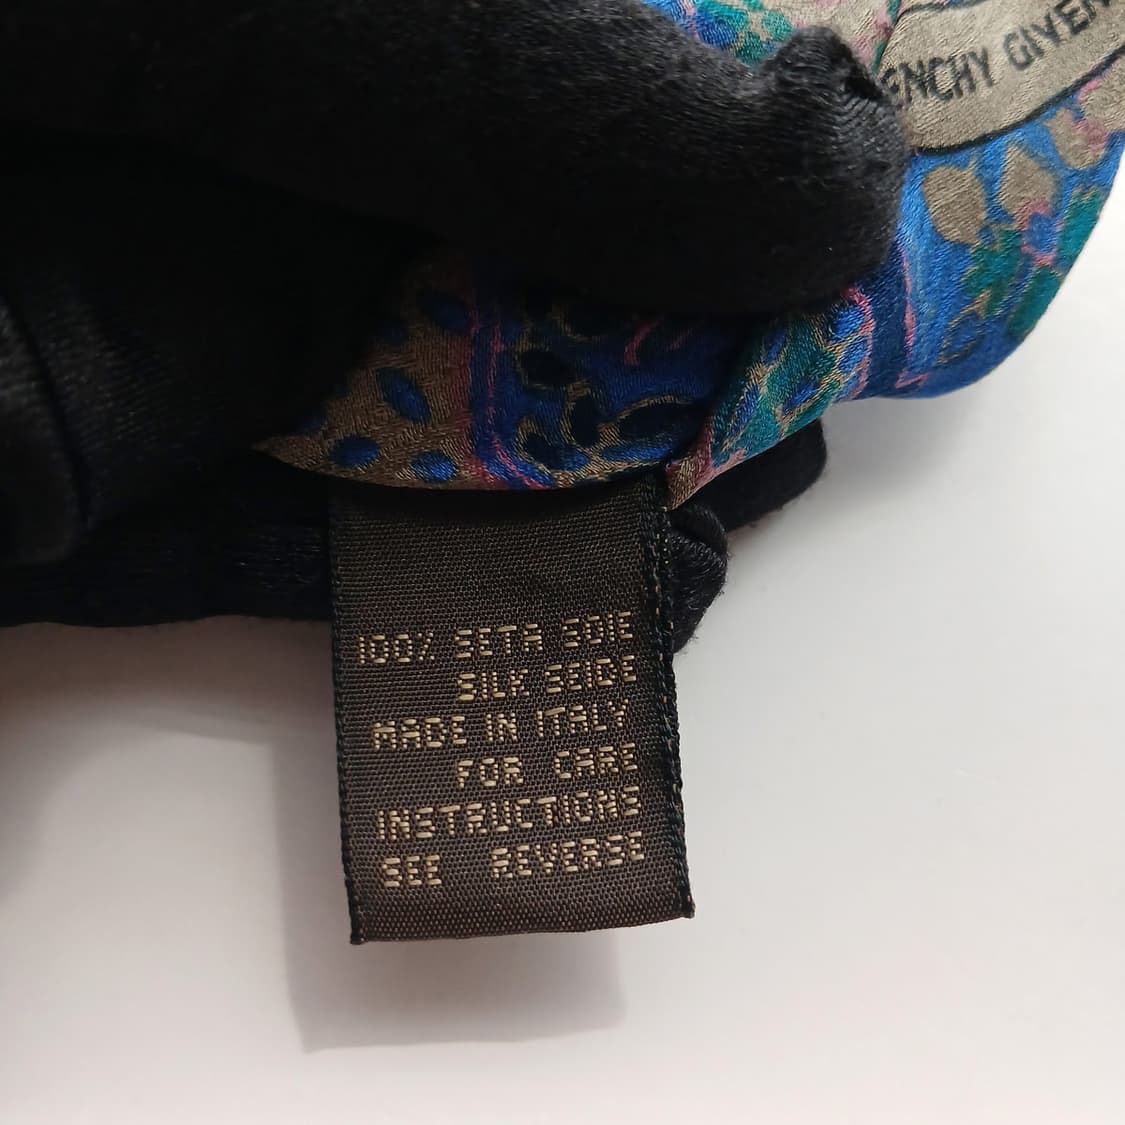 ENCHY GIVEN
100% SETA SOIE
SILK SEIDE
MADE IN ITALY
FOR CARE
INSTRUCTIONS
SEE REVERSE